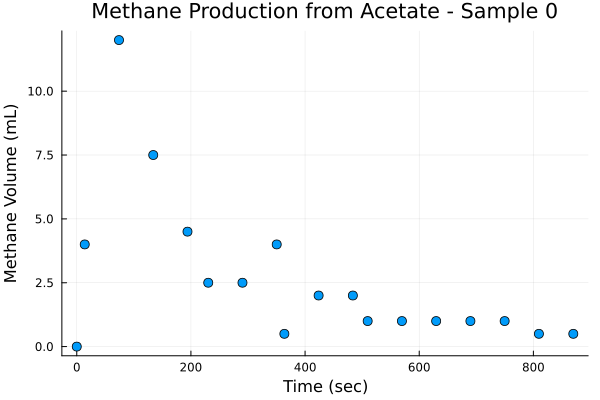 Methane Production from Acetate - Sample 0
Methane Volume (mL)
10.0
7.5
5.0
2.5
0.0
0 200 400 600 800
Time (sec)